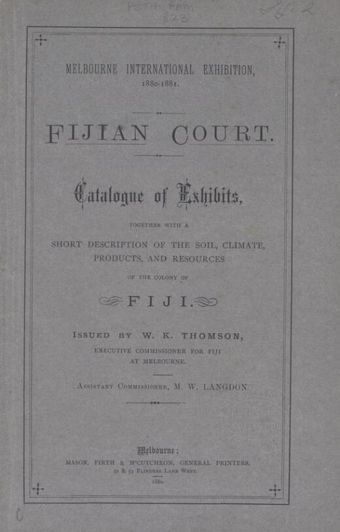 MELBOURNE INTERNATIONAL EXHIBITION,
1880-1881.
FIJIAN COURT.
Catalogue of Exhibits,
TOGETHER WITH A
SHORT DESCRIPTION OF THE SOIL, CLIMATE,
PRODUCTS, AND RESOURCES
OF THE COLONY OF
FIJI.
ISSUED BY W. K. THOMSON,
EXECUTIVE COMMISSIONER FOR FIJI
AT MELBOURNE.
ASSISTANT COMMISSIONER, M. W. LANGDON.
Melbourne:
MASON, FIRTH & M'CUTCHEON, GENERAL PRINTERS,
51 & 53 FLINDERS LANE WEST.